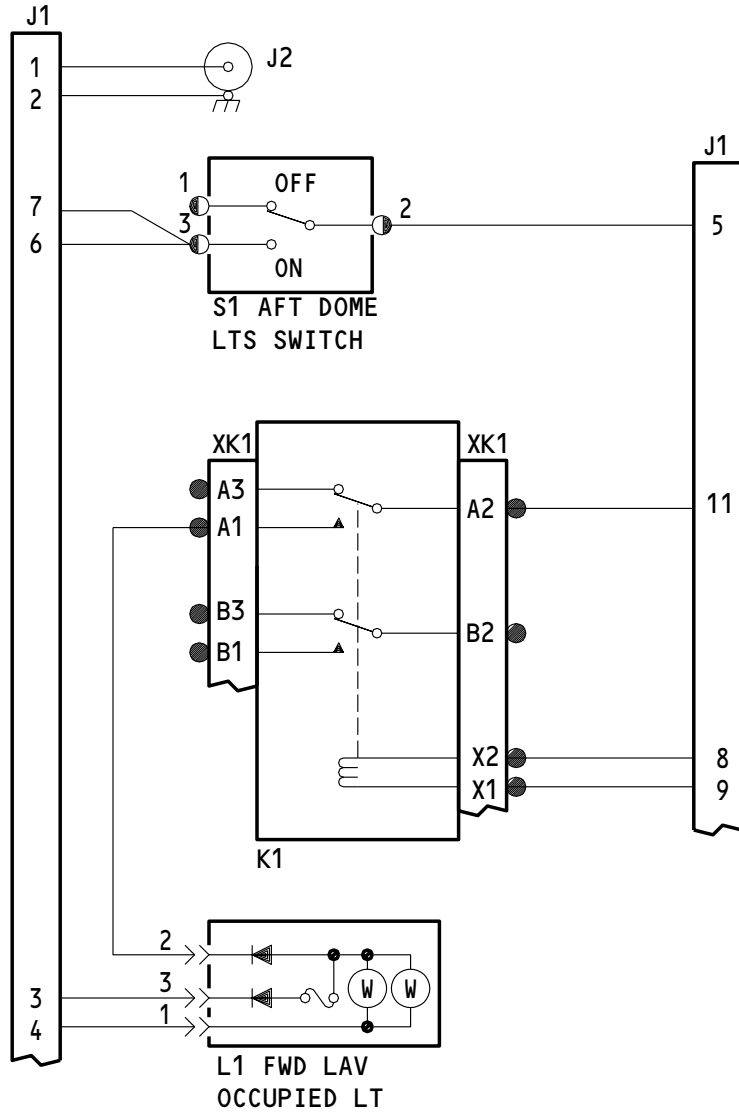 J1
1
J2
2
J1
1
OFF
7
3
2
5
6
ON
S1 AFT DOME
LTS SWITCH
XK1
XK1
A3
A2
11
A1
B3
B2
B1
X2
8
X1
9
K1
2
3
3
W
W
1
4
L1 FWD LAV
OCCUPIED LT